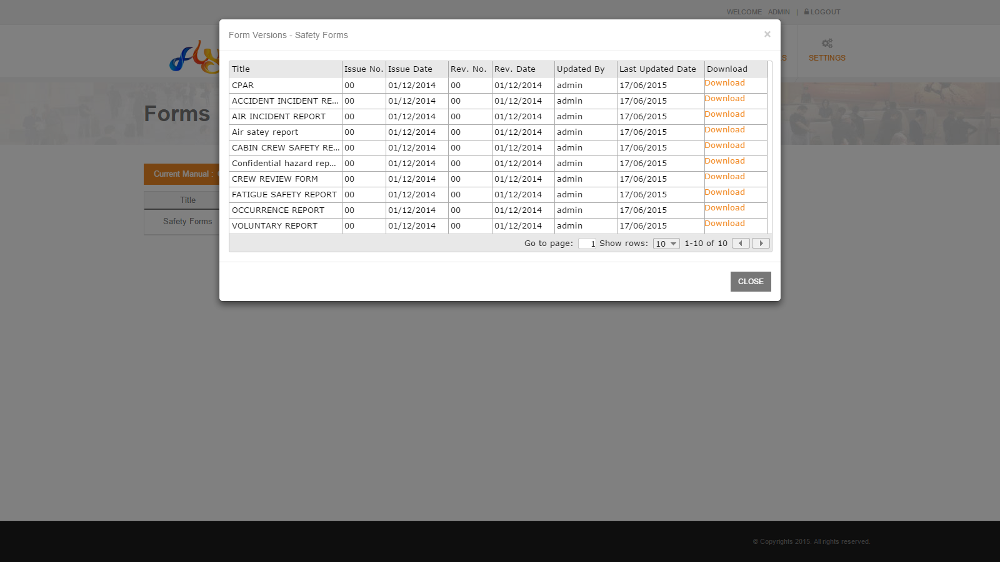 WELCOME ADMIN | LOGOUT
Form Versions - Safety Forms ×
SETTINGS
Forms
Title Issue No. Issue Date Rev. No. Rev. Date Updated By Last Updated Date Download
CPAR 00 01/12/2014 00 01/12/2014 admin 17/06/2015 Download
ACCIDENT INCIDENT RE... 00 01/12/2014 00 01/12/2014 admin 17/06/2015 Download
AIR INCIDENT REPORT 00 01/12/2014 00 01/12/2014 admin 17/06/2015 Download
Air satey report 00 01/12/2014 00 01/12/2014 admin 17/06/2015 Download
CABIN CREW SAFETY RE... 00 01/12/2014 00 01/12/2014 admin 17/06/2015 Download
Confidential hazard rep... 00 01/12/2014 00 01/12/2014 admin 17/06/2015 Download
CREW REVIEW FORM 00 01/12/2014 00 01/12/2014 admin 17/06/2015 Download
FATIGUE SAFETY REPORT 00 01/12/2014 00 01/12/2014 admin 17/06/2015 Download
OCCURRENCE REPORT 00 01/12/2014 00 01/12/2014 admin 17/06/2015 Download
VOLUNTARY REPORT 00 01/12/2014 00 01/12/2014 admin 17/06/2015 Download
Go to page: 1 Show rows: 10 1-10 of 10
CLOSE
Current Manual :
Title
Safety Forms
© Copyrights 2015. All rights reserved.